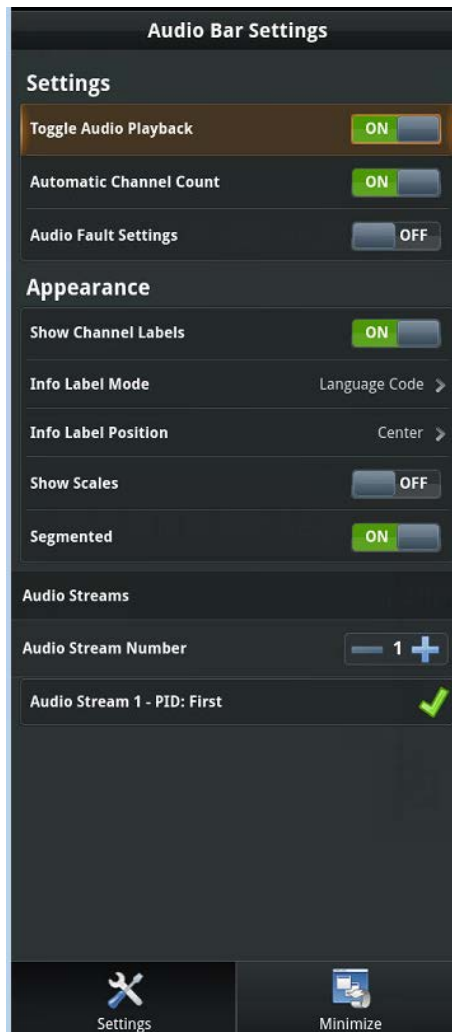 Audio Bar Settings
Settings
Toggle Audio Playback ON
Automatic Channel Count ON
Audio Fault Settings OFF
Appearance
Show Channel Labels ON
Info Label Mode Language Code
Info Label Position Center
Show Scales OFF
Segmented ON
Audio Streams
Audio Stream Number 1
Audio Stream 1 - PID: First
Settings Minimize